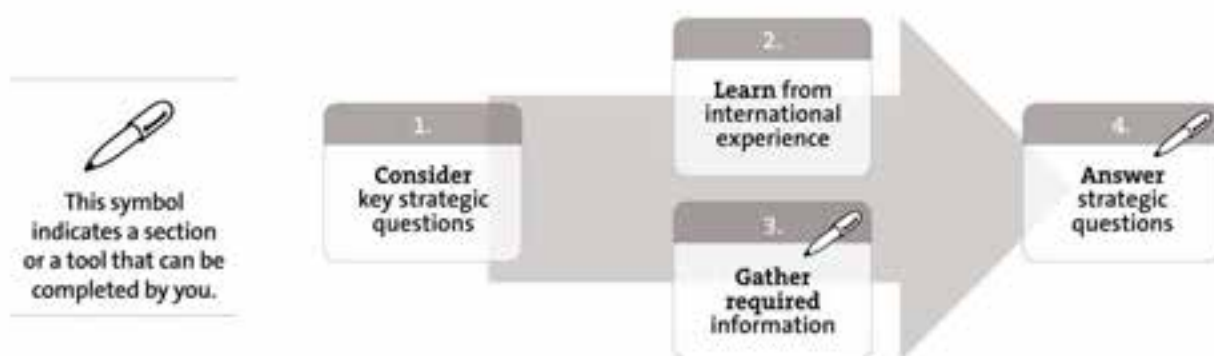 This symbol
indicates a section
or a tool that can be
completed by you.
1.
Consider
key strategic
questions
2.
Learn from
international
experience
3.
Gather
required
information
4.
Answer
strategic
questions